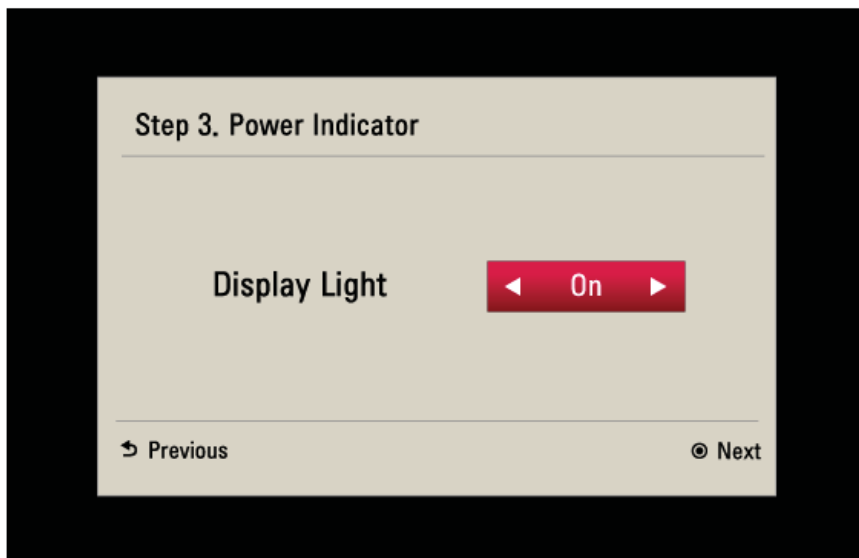 Step 3. Power Indicator
Display Light
On
Previous
Next